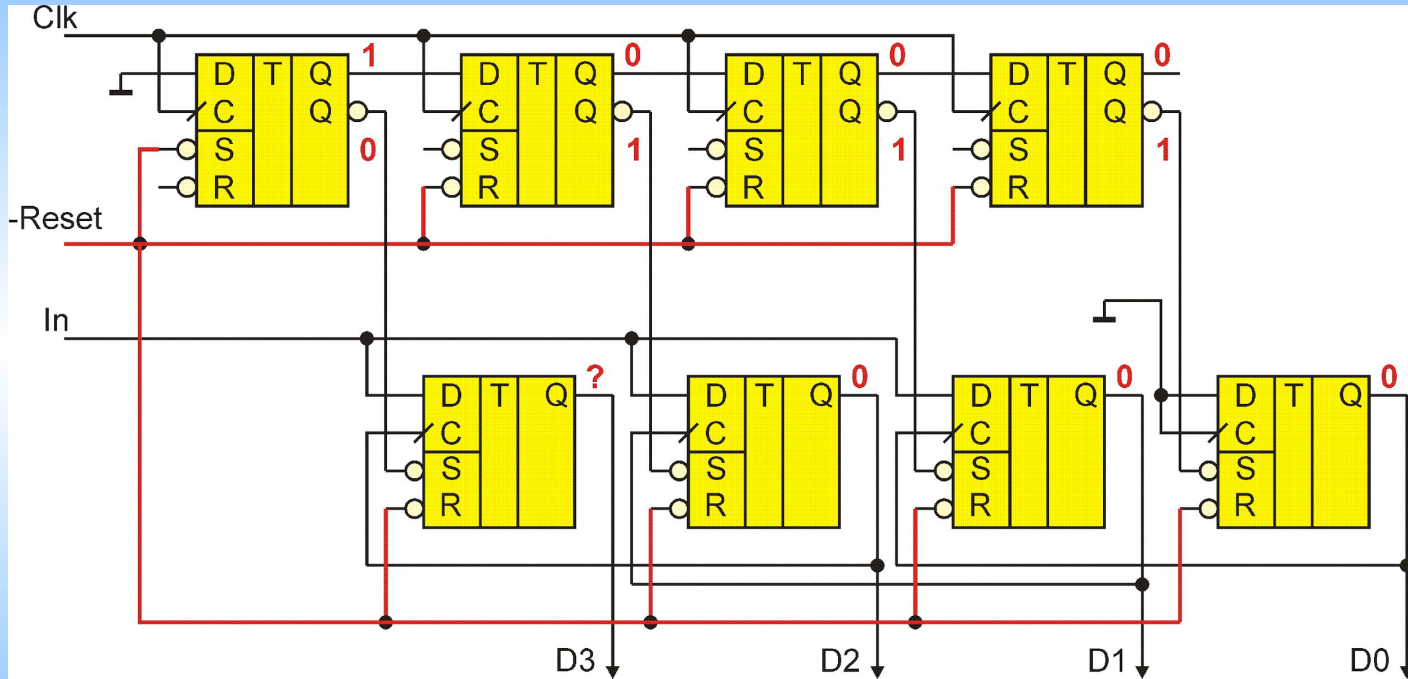 Clk
1 0 0 0
D T Q D T Q D T Q D T Q
C Q C Q C Q C Q
S 0 S 1 S 1 S 1
R R R R
-Reset
In
? 0 0 0
D T Q D T Q D T Q D T Q
C C C C
S S S S
R R R R
D3 D2 D1 D0